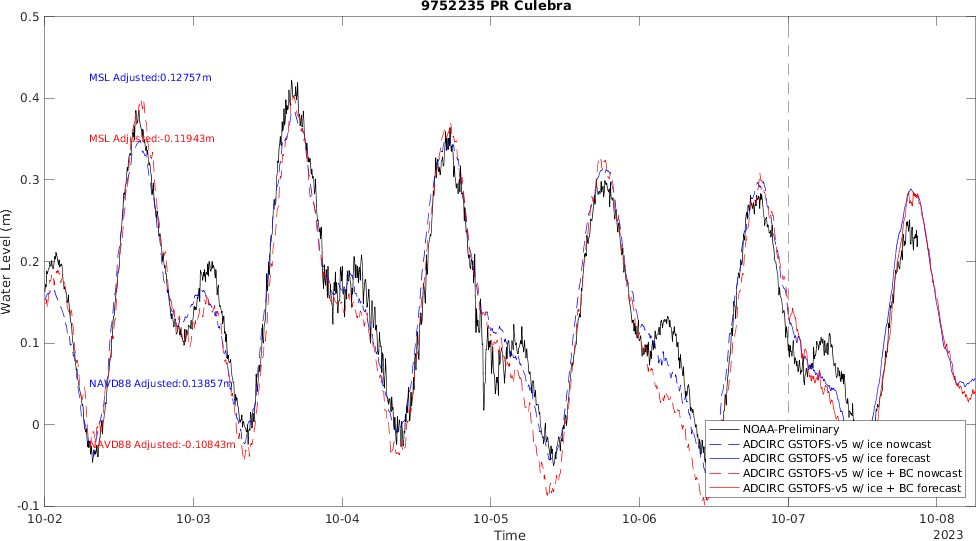 9752235 PR Culebra
0.5
0.4
0.3
0.2
0.1
0
-0.1
Water Level (m)
MSL Adjusted:0.12757m
MSL Adjusted:-0.11943m
NAVD88 Adjusted:0.13857m
NAVD88 Adjusted:-0.10843m
NOAA-Preliminary
ADCIRC GSTOFS-v5 w/ ice nowcast
ADCIRC GSTOFS-v5 w/ ice forecast
ADCIRC GSTOFS-v5 w/ ice + BC nowcast
ADCIRC GSTOFS-v5 w/ ice + BC forecast
10-02 10-03 10-04 10-05 10-06 10-07 10-08
Time
2023